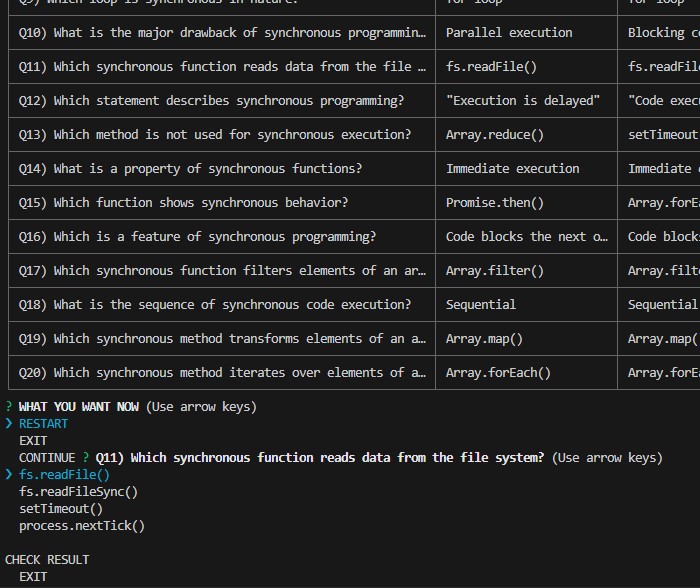 Q9) Which loop is synchronous in nature? for loop
Q10) What is the major drawback of synchronous programmin… Parallel execution Blocking c
Q11) Which synchronous function reads data from the file … fs.readFile() fs.readFil
Q12) Which statement describes synchronous programming? "Execution is delayed" "Code exec
Q13) Which method is not used for synchronous execution? Array.reduce() setTimeout
Q14) What is a property of synchronous functions? Immediate execution Immediate
Q15) Which function shows synchronous behavior? Promise.then() Array.forE
Q16) Which is a feature of synchronous programming? Code blocks the next o… Code block
Q17) Which synchronous function filters elements of an ar… Array.filter() Array.filt
Q18) What is the sequence of synchronous code execution? Sequential Sequential
Q19) Which synchronous method transforms elements of an a… Array.map() Array.map(
Q20) Which synchronous method iterates over elements of a… Array.forEach() Array.forE
? WHAT YOU WANT NOW (Use arrow keys)
❯ RESTART
EXIT
CONTINUE ? Q11) Which synchronous function reads data from the file system? (Use arrow keys)
❯ fs.readFile()
fs.readFileSync()
setTimeout()
process.nextTick()
CHECK RESULT
EXIT